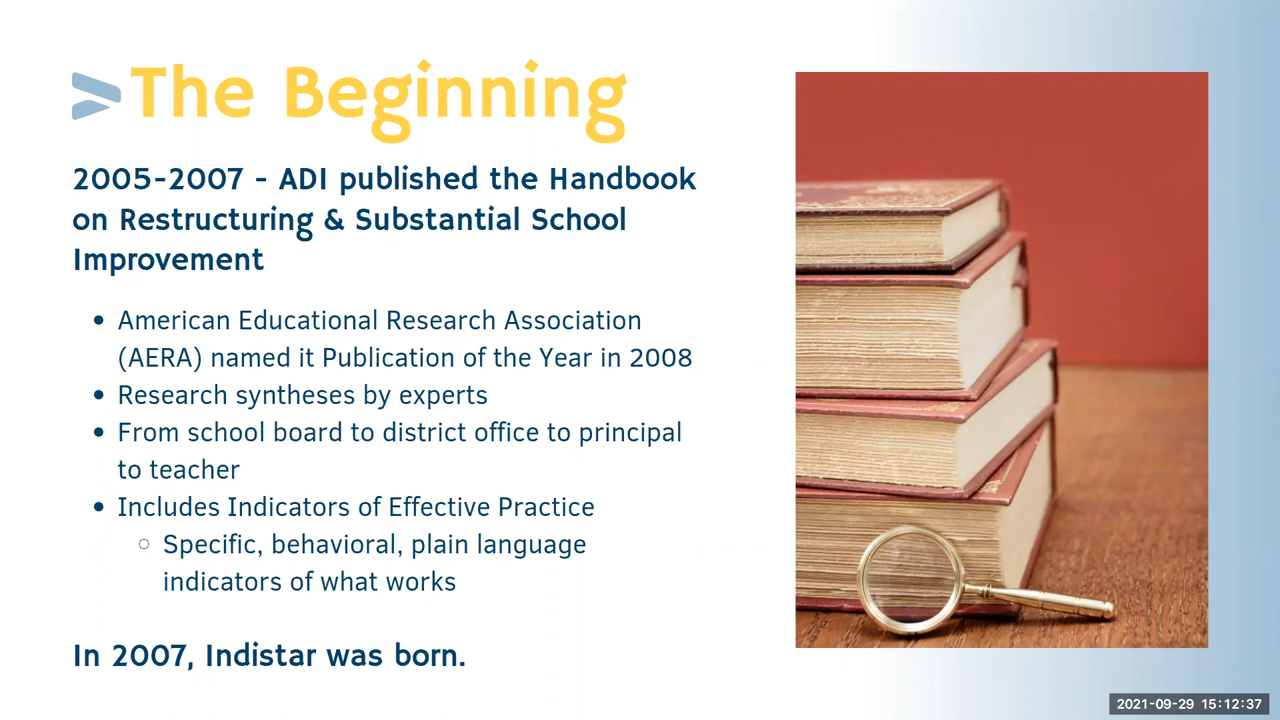 The Beginning
2005-2007 - ADI published the Handbook
on Restructuring & Substantial School
Improvement
• American Educational Research Association
(AERA) named it Publication of the Year in 2008
• Research syntheses by experts
• From school board to district office to principal
to teacher
• Includes Indicators of Effective Practice
○ Specific, behavioral, plain language
indicators of what works
In 2007, Indistar was born.
2021-09-29 15:12:37